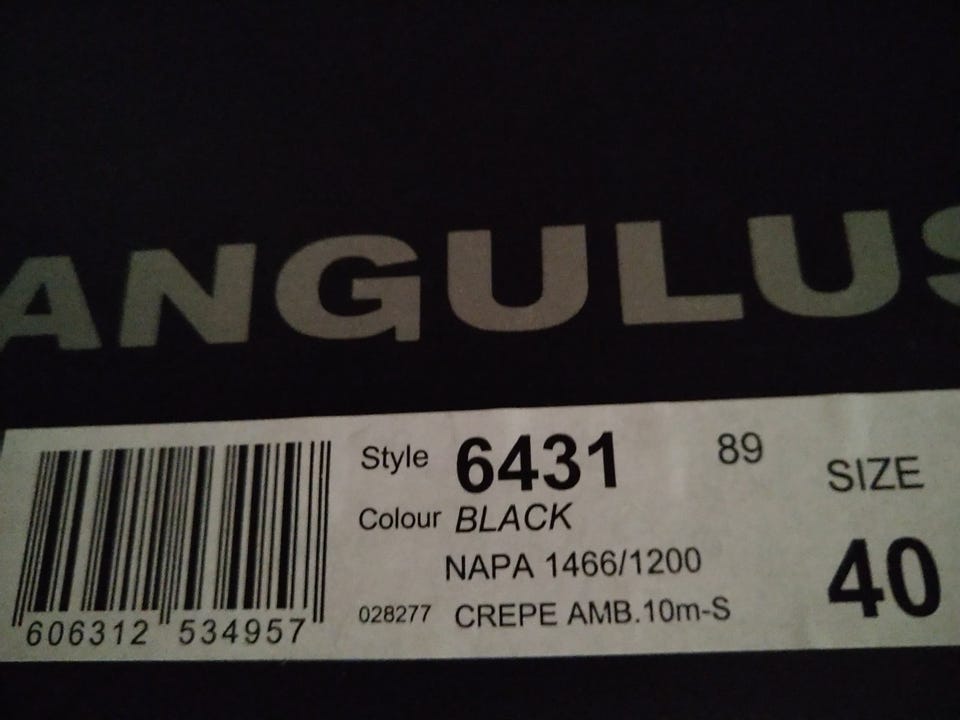 ANGULUS
Style 6431 89 SIZE
Colour BLACK
NAPA 1466/1200 40
028277 CREPE AMB.10m-S
606312 534957